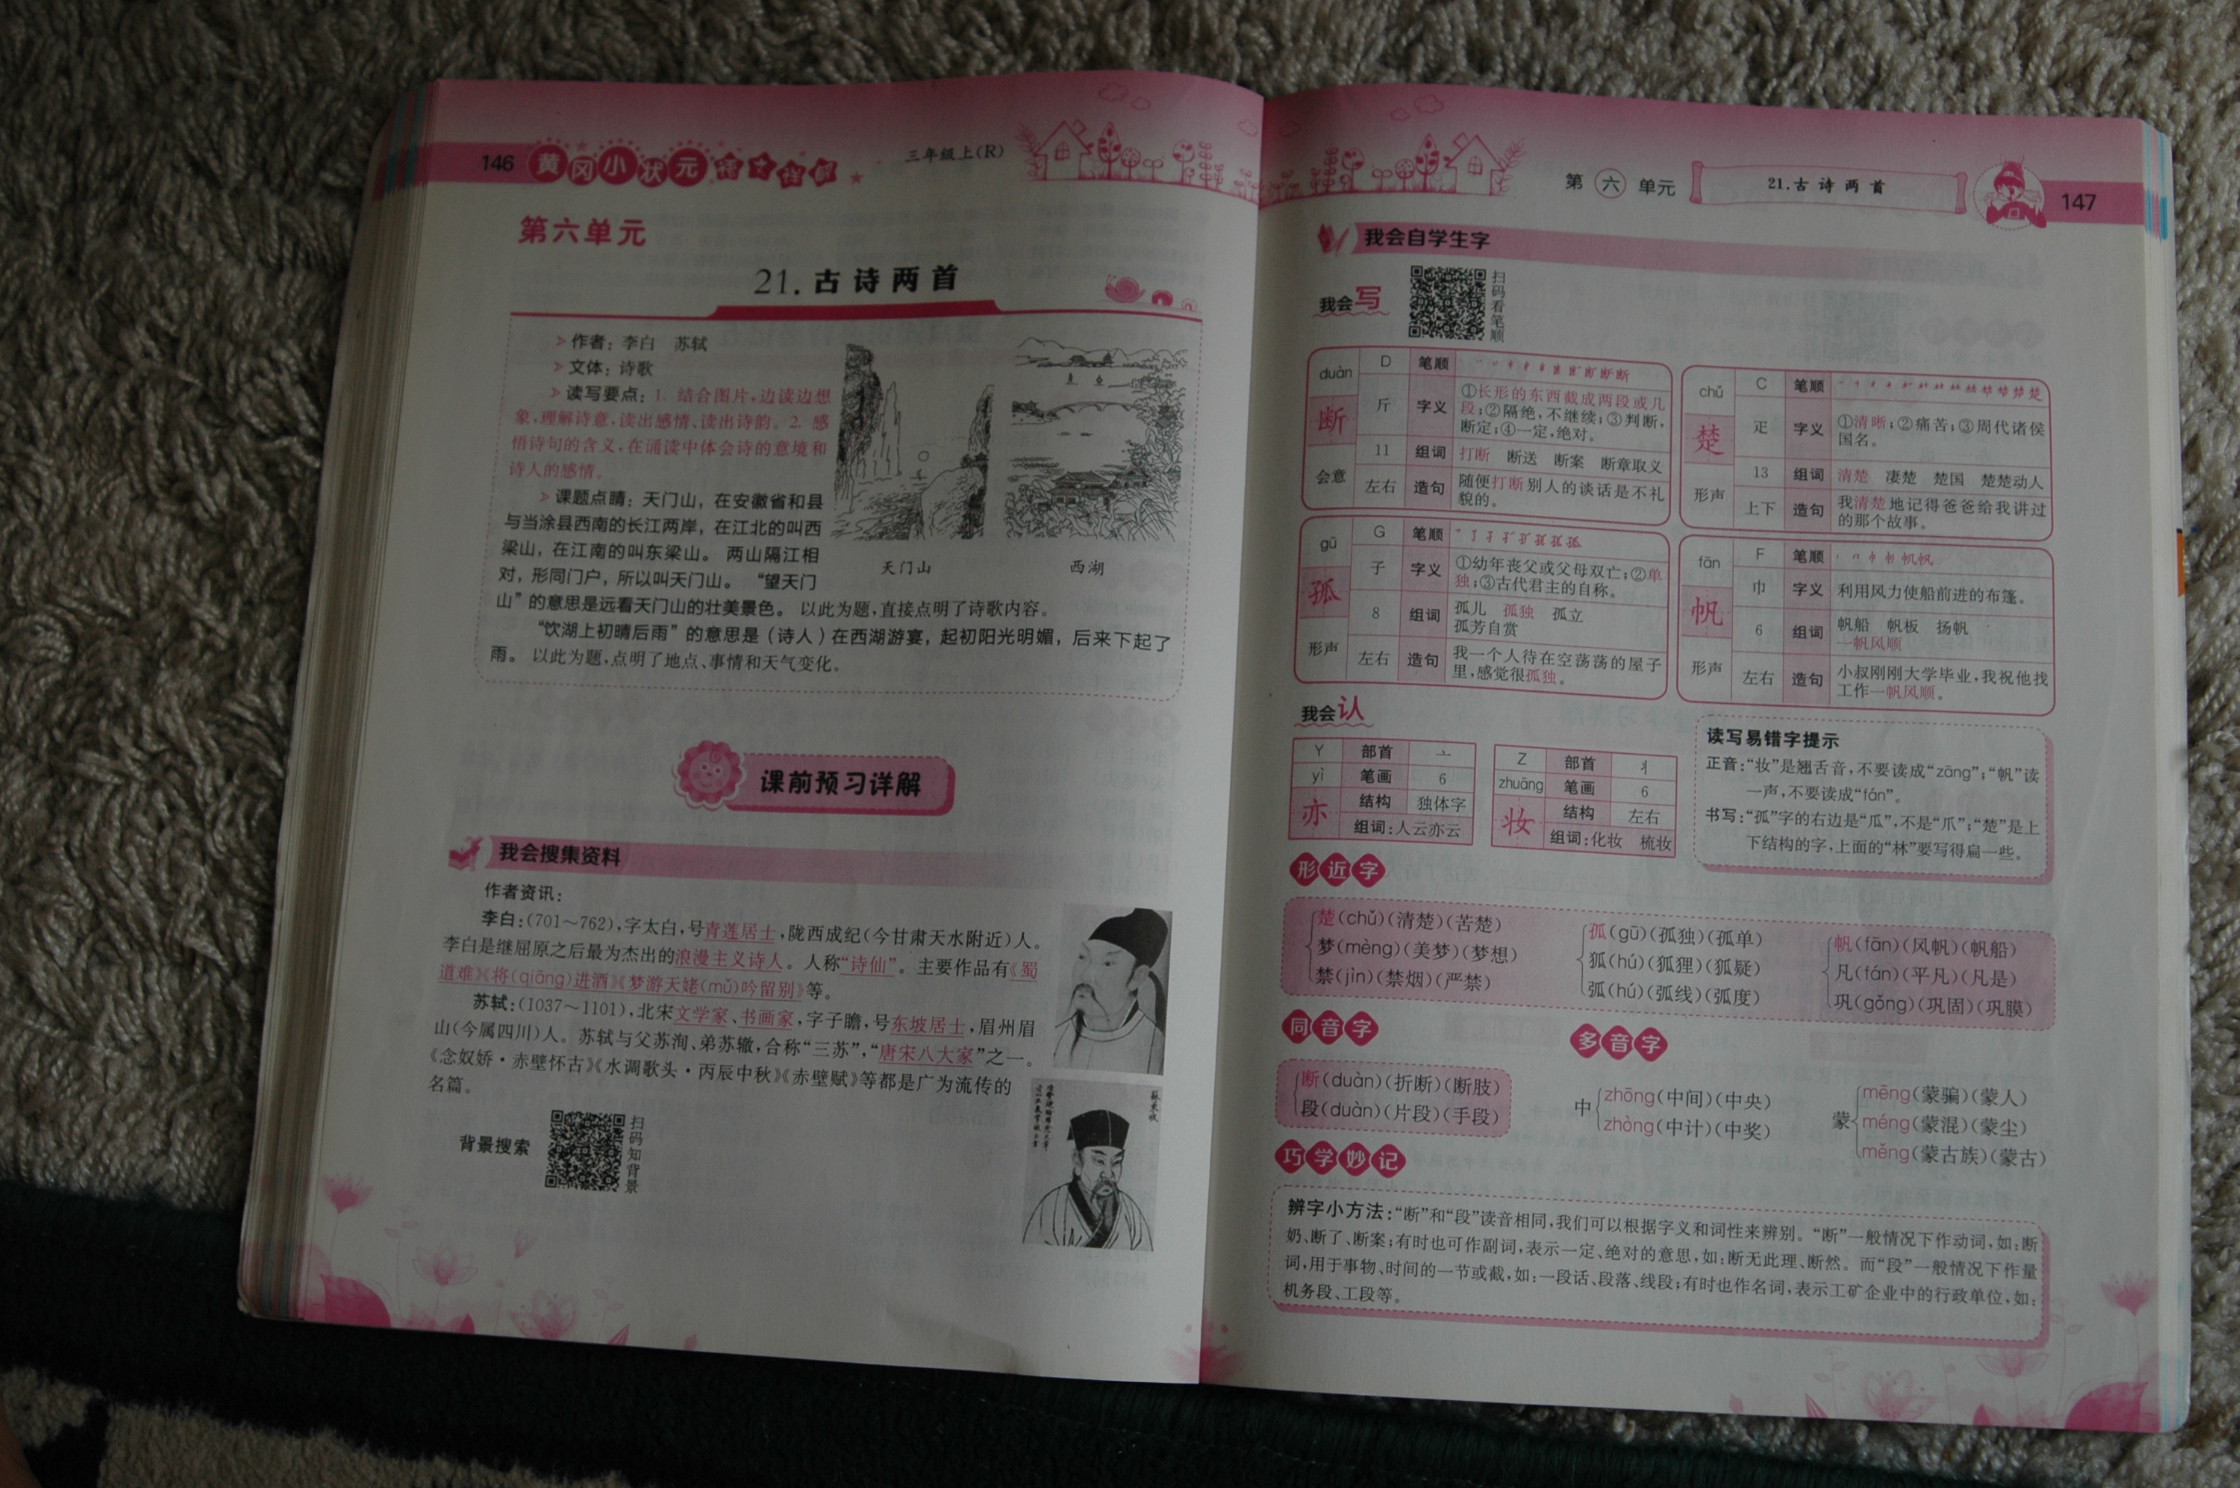 146 黄冈小状元
三年级上(R)
第六单元
21.古诗两首
作者：李白 苏轼
文体：诗歌
读写要点：1. 结合图片，边读边想
象，理解诗意，读出感情、读出诗韵。2. 感
悟诗句的含义，在诵读中体会诗的意境和
诗人的感情。
课题点睛：天门山，在安徽省和县
与当涂县西南的长江两岸，在江北的叫西
梁山，在江南的叫东梁山。两山隔江相
对，形同门户，所以叫天门山。“望天门
山”的意思是远看天门山的壮美景色。以此为题，直接点明了诗歌内容。
“饮湖上初晴后雨”的意思是（诗人）在西湖游宴，起初阳光明媚，后来下起了
雨。以此为题，点明了地点、事情和天气变化。
天门山
西湖
课前预习详解
我会搜集资料
作者资讯：
李白：(701～762)，字太白，号青莲居士，陇西成纪(今甘肃天水附近)人。
李白是继屈原之后最为杰出的浪漫主义诗人。人称“诗仙”。主要作品有《蜀
道难》《将(qiāng)进酒》《梦游天姥(mǔ)吟留别》等。
苏轼：(1037～1101)，北宋文学家、书画家，字子瞻，号东坡居士，眉州眉
山(今属四川)人。苏轼与父苏洵、弟苏辙，合称“三苏”，“唐宋八大家”之一。
《念奴娇·赤壁怀古》《水调歌头·丙辰中秋》《赤壁赋》等都是广为流传的
名篇。
背景搜索
扫码知背景
第六单元
21.古诗两首
147
我会自学生字
我会写
扫码看笔顺
duàn D 笔顺
断 斤 字义 ①长形的东西截成两段或几
段；②隔绝，不继续；③判断，
断定；④一定，绝对。
11 组词 打断 断送 断案 断章取义
会意 左右 造句 随便打断别人的谈话是不礼
貌的。
chǔ C 笔顺
楚 疋 字义 ①清晰；②痛苦；③周代诸侯
国名。
13 组词 清楚 凄楚 楚国 楚楚动人
形声 上下 造句 我清楚地记得爸爸给我讲过
的那个故事。
gū G 笔顺
孤 子 字义 ①幼年丧父或父母双亡；②单
独；③古代君主的自称。
8 组词 孤儿 孤独 孤立
孤芳自赏
形声 左右 造句 我一个人待在空荡荡的屋子
里，感觉很孤独。
fān F 笔顺
帆 巾 字义 利用风力使船前进的布篷。
6 组词 帆船 帆板 扬帆
一帆风顺
形声 左右 造句 小叔刚刚大学毕业，我祝他找
工作一帆风顺。
我会认
Y 部首 亠
yì 笔画 6
亦 结构 独体字
组词：人云亦云
Z 部首 丬
zhuāng 笔画 6
妆 结构 左右
组词：化妆 梳妆
读写易错字提示
正音：“妆”是翘舌音，不要读成“zāng”；“帆”读
一声，不要读成“fán”。
书写：“孤”字的右边是“瓜”，不是“爪”；“楚”是上
下结构的字，上面的“林”要写得扁一些。
形近字
楚(chǔ)(清楚)(苦楚)
梦(mèng)(美梦)(梦想)
禁(jìn)(禁烟)(严禁)
孤(gū)(孤独)(孤单)
狐(hú)(狐狸)(狐疑)
弧(hú)(弧线)(弧度)
帆(fān)(风帆)(帆船)
凡(fán)(平凡)(凡是)
巩(gǒng)(巩固)(巩膜)
同音字
断(duàn)(折断)(断肢)
段(duàn)(片段)(手段)
多音字
中
zhōng(中间)(中央)
zhòng(中计)(中奖)
蒙
mēng(蒙骗)(蒙人)
méng(蒙混)(蒙尘)
měng(蒙古族)(蒙古)
巧学妙记
辨字小方法：“断”和“段”读音相同，我们可以根据字义和词性来辨别。“断”一般情况下作动词，如：断
奶、断了、断案；有时也可作副词，表示一定、绝对的意思，如：断无此理、断然。而“段”一般情况下作量
词，用于事物、时间的一节或截，如：一段话、段落、线段；有时也作名词，表示工矿企业中的行政单位，如：
机务段、工段等。